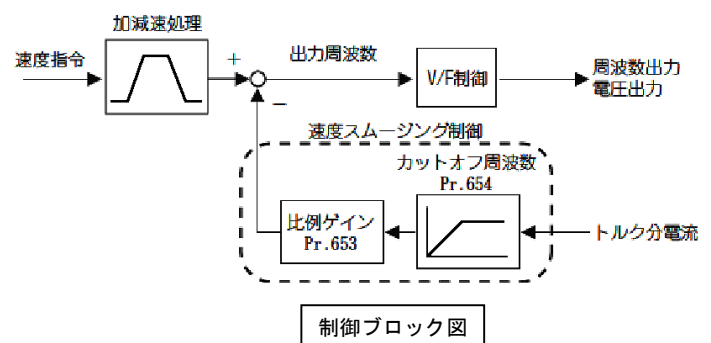 加減速処理
速度指令
+
出力周波数
V/F制御
周波数出力
電圧出力
−
速度スムージング制御
カットオフ周波数
Pr.654
比例ゲイン
Pr.653
トルク分電流
制御ブロック図